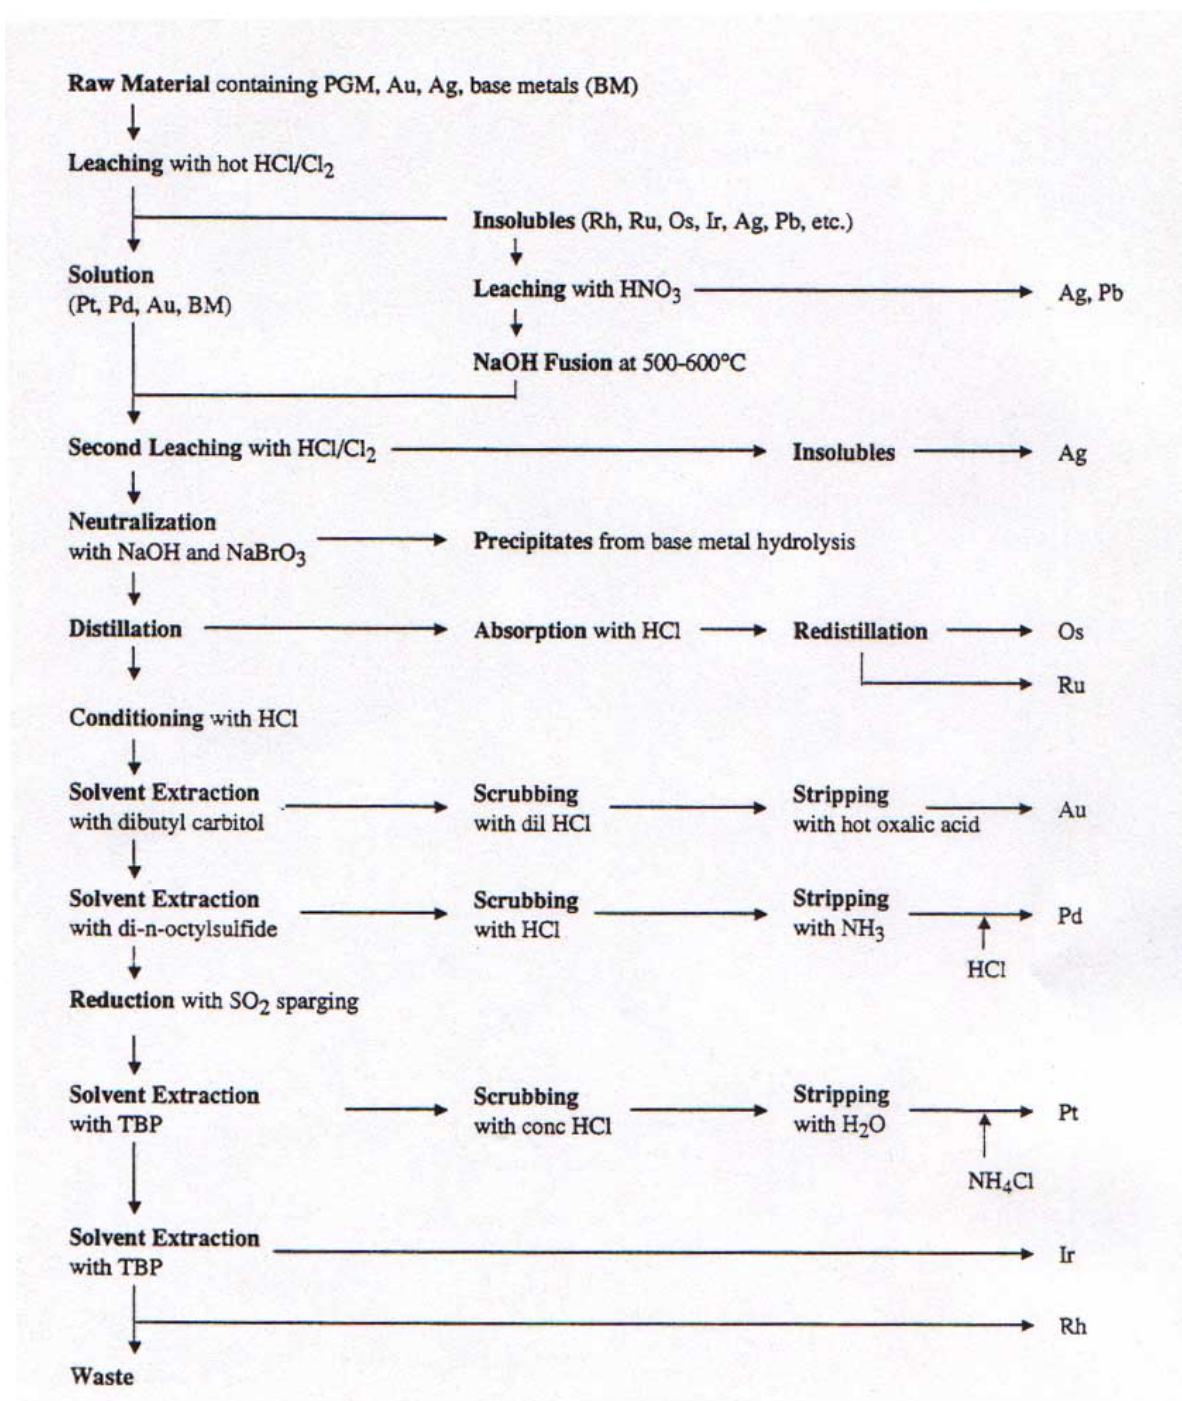 Raw Material containing PGM, Au, Ag, base metals (BM)
Leaching with hot HCl/Cl2
Insolubles (Rh, Ru, Os, Ir, Ag, Pb, etc.)
Solution
(Pt, Pd, Au, BM)
Leaching with HNO3
Ag, Pb
NaOH Fusion at 500-600°C
Second Leaching with HCl/Cl2
Insolubles
Ag
Neutralization
with NaOH and NaBrO3
Precipitates from base metal hydrolysis
Distillation
Absorption with HCl
Redistillation
Os
Ru
Conditioning with HCl
Solvent Extraction
with dibutyl carbitol
Scrubbing
with dil HCl
Stripping
with hot oxalic acid
Au
Solvent Extraction
with di-n-octylsulfide
Scrubbing
with HCl
Stripping
with NH3
Pd
HCl
Reduction with SO2 sparging
Solvent Extraction
with TBP
Scrubbing
with conc HCl
Stripping
with H2O
Pt
NH4Cl
Solvent Extraction
with TBP
Ir
Rh
Waste